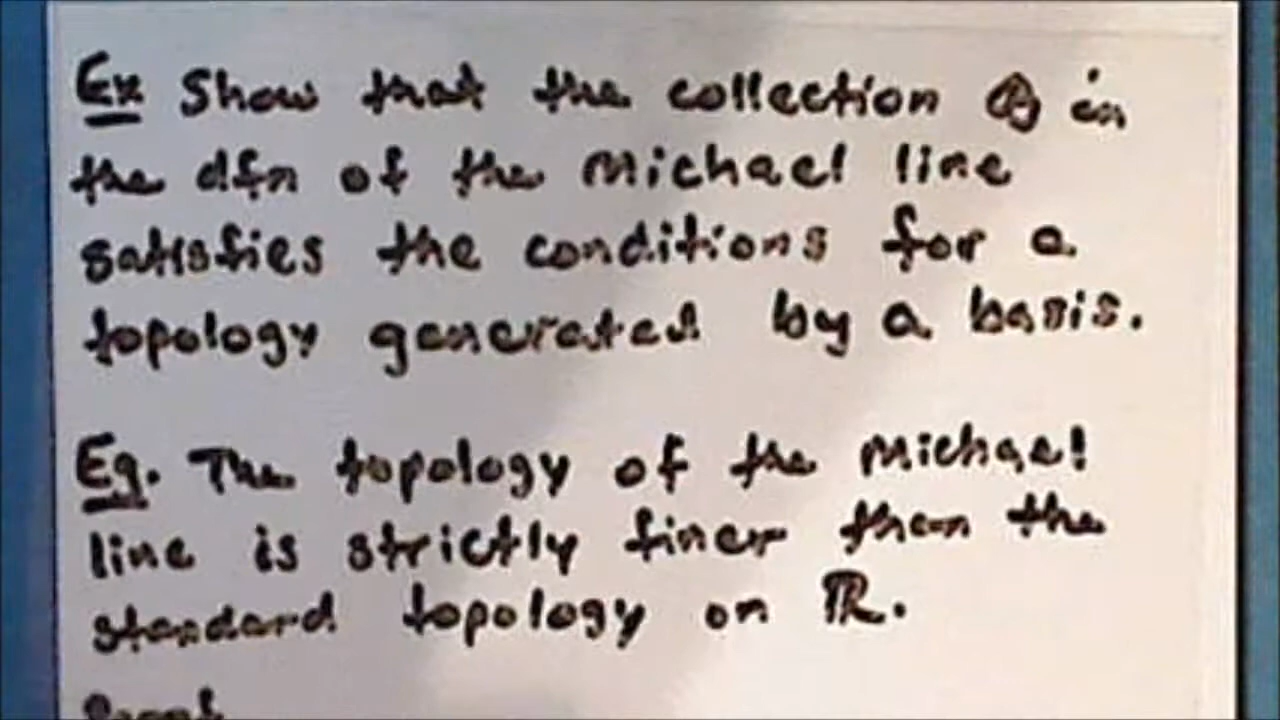 Ex Show that the collection ℬ in
the dfn of the Michael line
satisfies the conditions for a
topology generated by a basis.
Eg. The topology of the Michael
line is strictly finer than the
standard topology on ℝ.
Proof